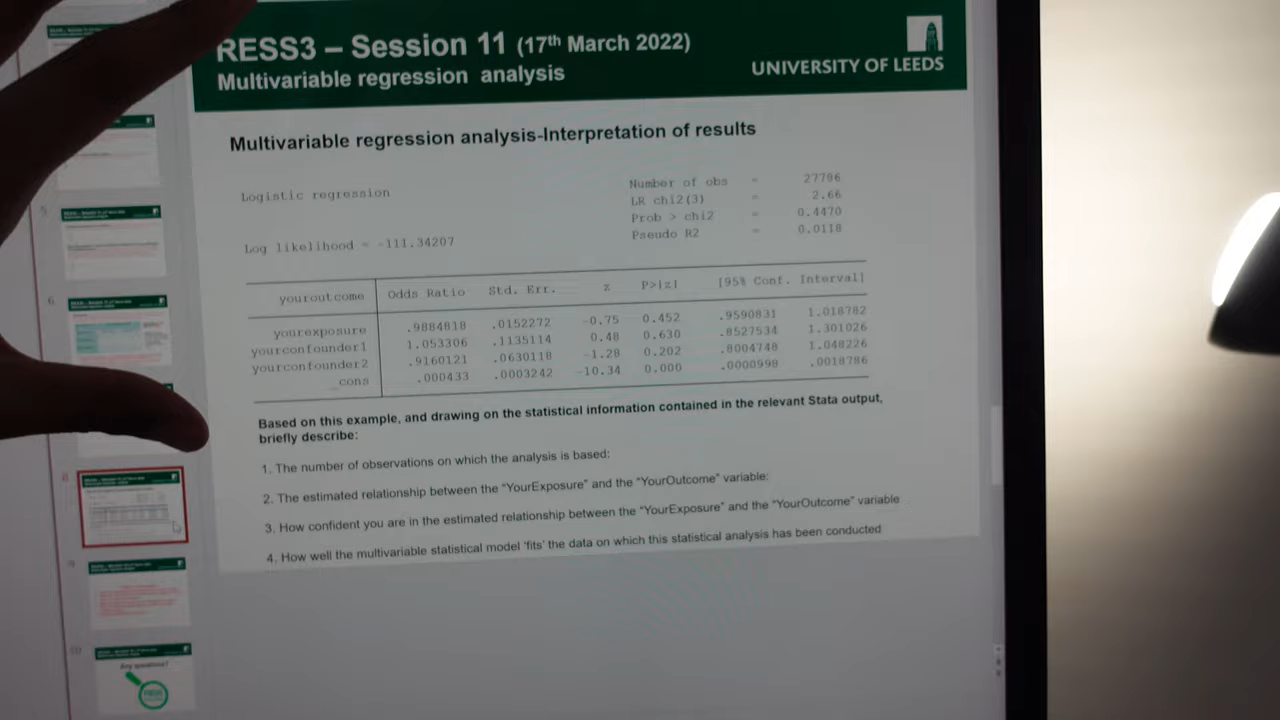 RESS3 – Session 11 (17th March 2022)
Multivariable regression analysis
UNIVERSITY OF LEEDS
Multivariable regression analysis-Interpretation of results
Logistic regression
Number of obs = 27786
LR chi2(3) = 2.66
Prob > chi2 = 0.4470
Pseudo R2 = 0.0118
Log likelihood = -111.34207
youroutcome Odds Ratio Std. Err. z P>|z| [95% Conf. Interval]
yourexposure .9884818 .0152272 -0.75 0.452 .9590831 1.018782
yourconfounder1 1.053306 .1135114 0.48 0.630 .8527534 1.301026
yourconfounder2 .9160121 .0630118 -1.28 0.202 .8004748 1.048226
_cons .000433 .0003242 -10.34 0.000 .0000998 .0018786
Based on this example, and drawing on the statistical information contained in the relevant Stata output,
briefly describe:
1. The number of observations on which the analysis is based:
2. The estimated relationship between the “YourExposure” and the “YourOutcome” variable:
3. How confident you are in the estimated relationship between the “YourExposure” and the “YourOutcome” variable
4. How well the multivariable statistical model ‘fits’ the data on which this statistical analysis has been conducted
5
6
8
9
10
Any questions?